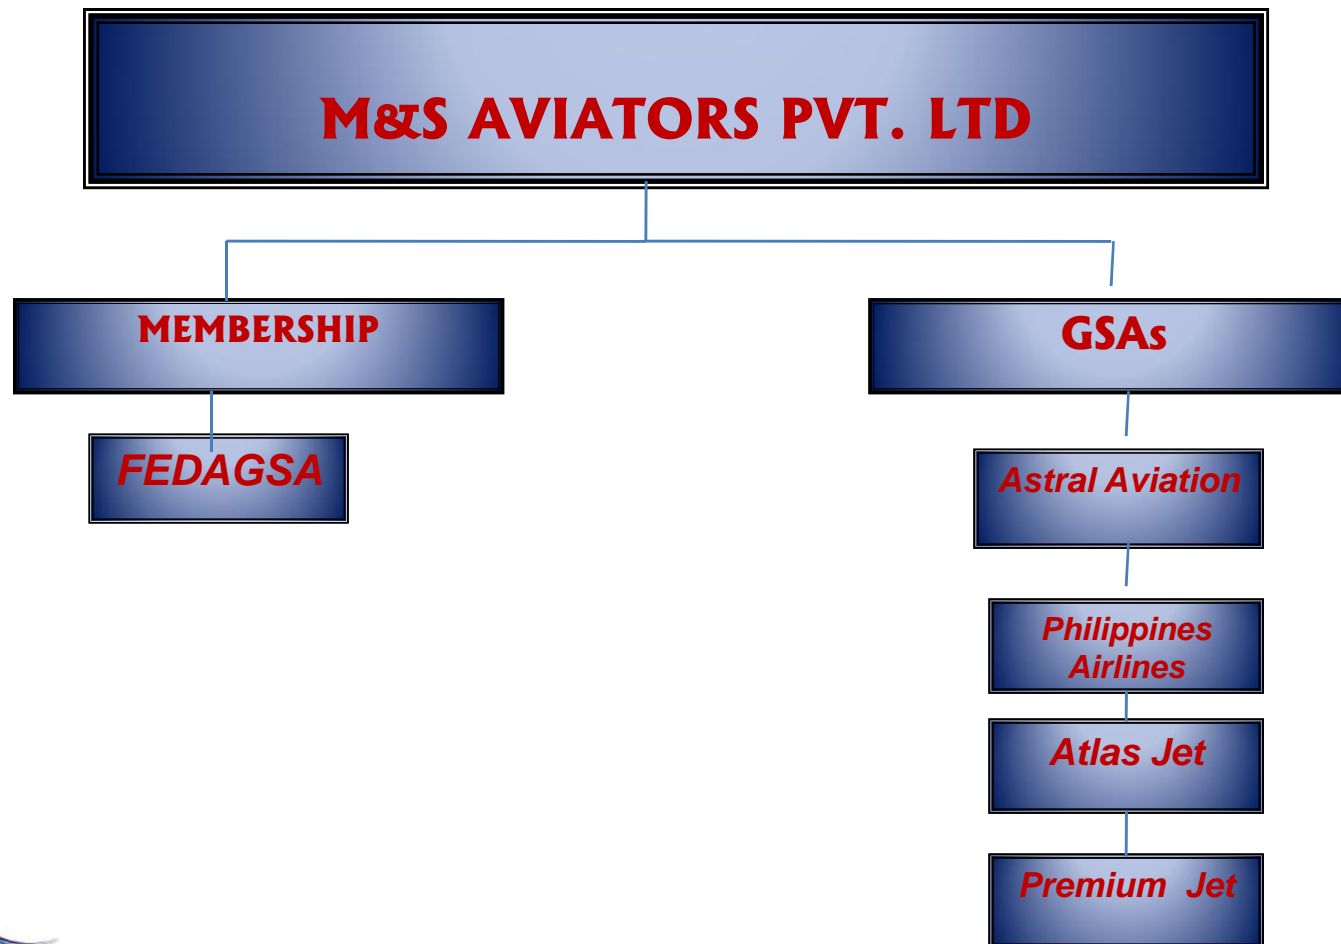 M&S AVIATORS PVT. LTD
MEMBERSHIP
GSAs
FEDAGSA
Astral Aviation
Philippines
Airlines
Atlas Jet
Premium Jet